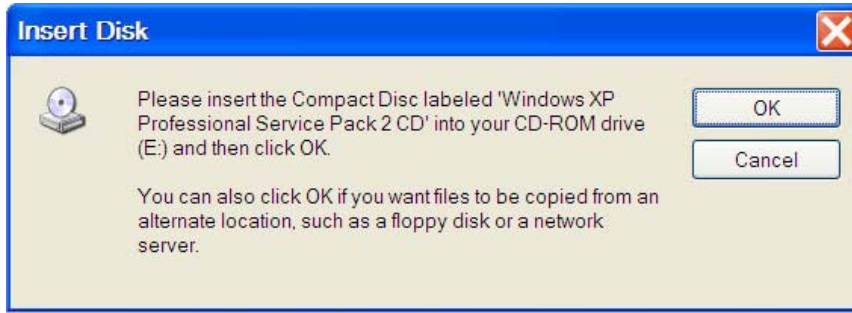 Insert Disk
Please insert the Compact Disc labeled 'Windows XP
Professional Service Pack 2 CD' into your CD-ROM drive
(E:) and then click OK.
You can also click OK if you want files to be copied from an
alternate location, such as a floppy disk or a network
server.
OK
Cancel